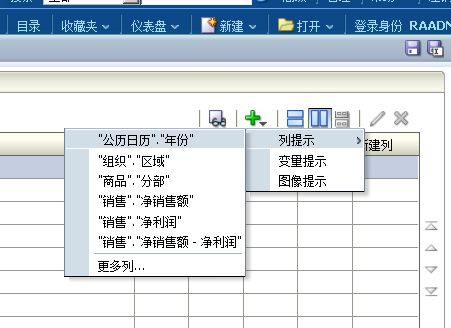 目录 收藏夹 仪表盘 新建 打开 登录身份 RAADN
"公历日历"."年份"
"组织"."区域"
"商品"."分部"
"销售"."净销售额"
"销售"."净利润"
"销售"."净销售额 - 净利润"
更多列...
列提示
变量提示
图像提示
建列